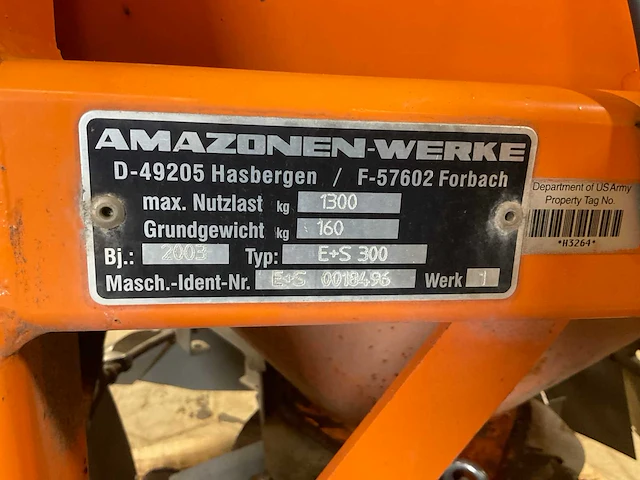 AMAZONEN-WERKE
D-49205 Hasbergen / F-57602 Forbach
max. Nutzlast kg 1300
Grundgewicht kg 160
Bj.: 2003 Typ: E+S 300
Masch.-Ident-Nr. E+S 0018496 Werk 1
Department of US Army
Property Tag No.
*H3264*